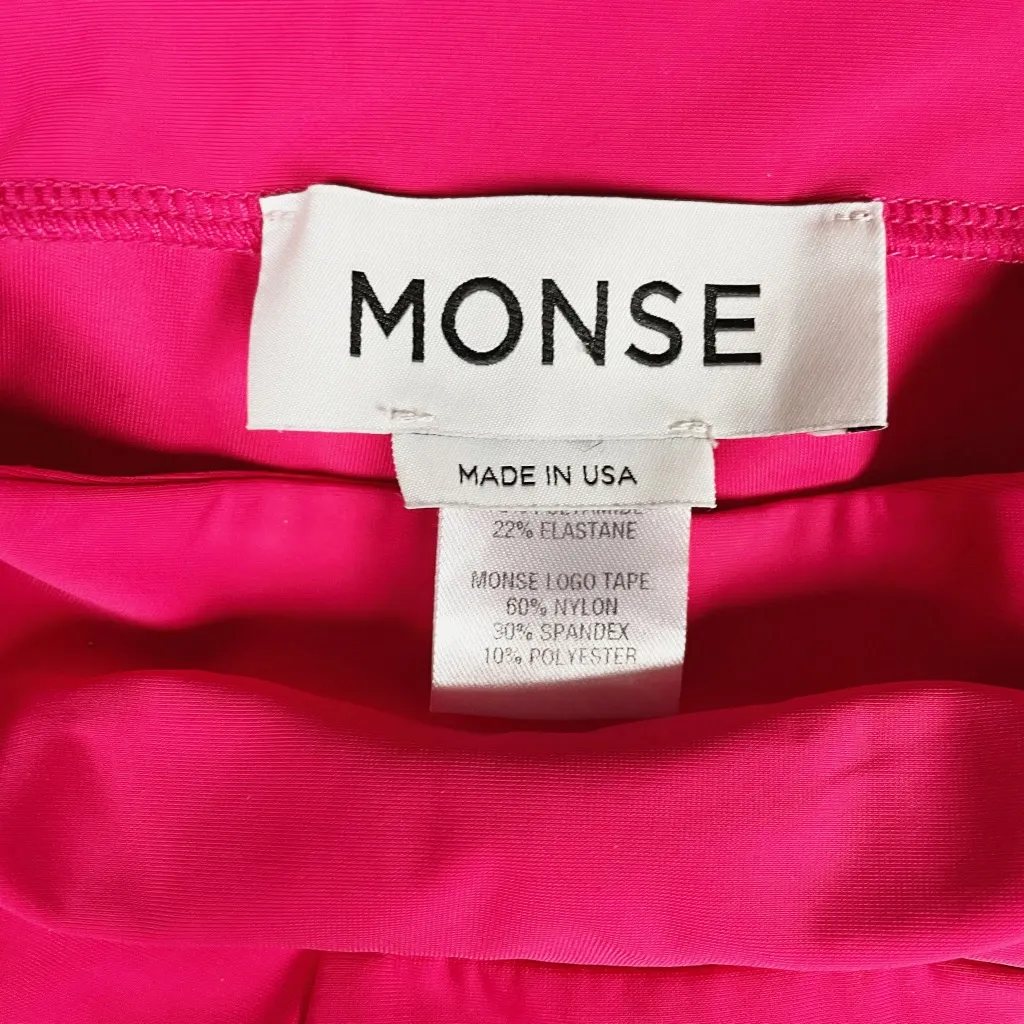 MONSE
MADE IN USA
22% ELASTANE
MONSE LOGO TAPE
60% NYLON
30% SPANDEX
10% POLYESTER